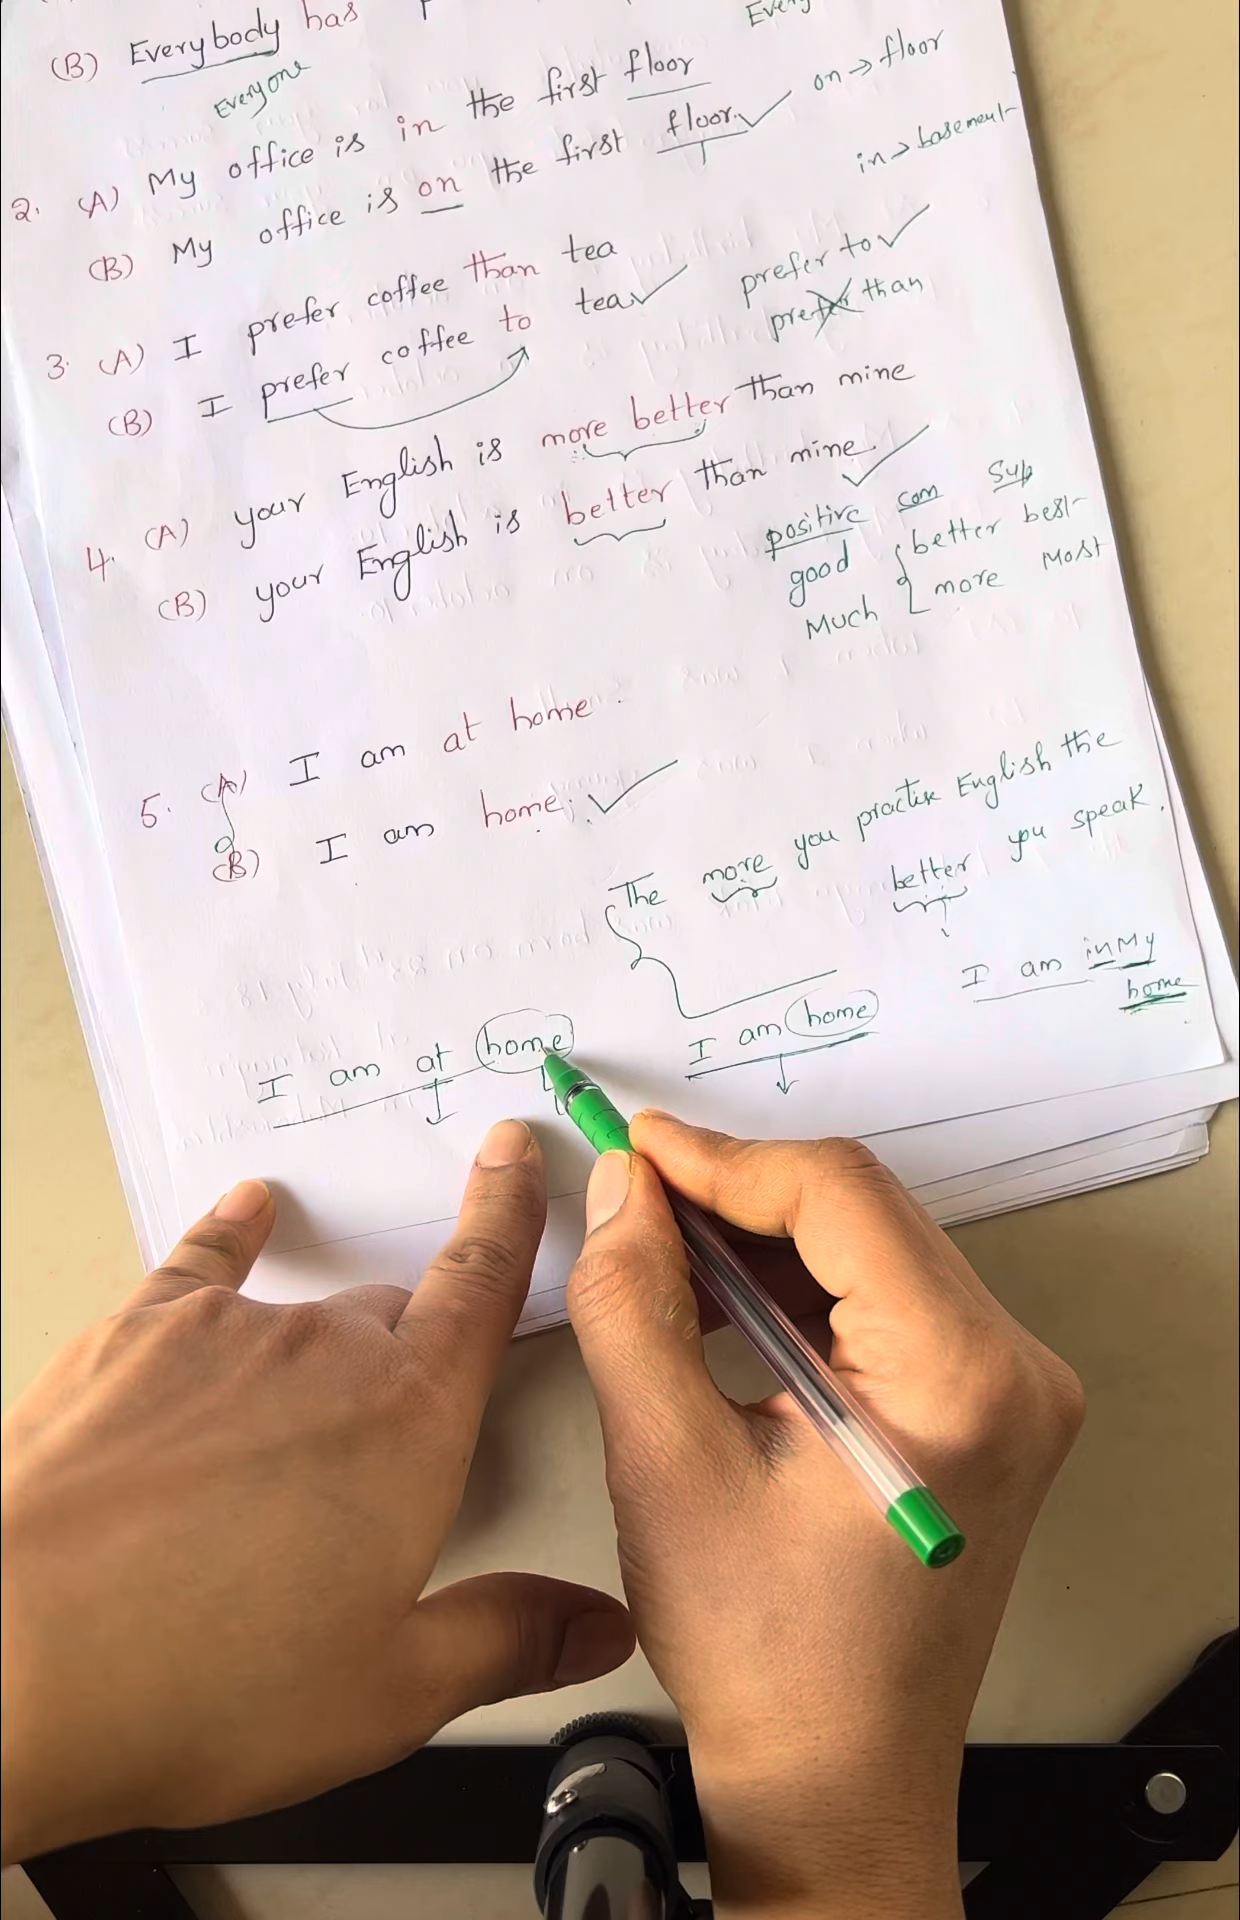 (B) Everybody has
Everyone
Every
2. (A) My office is in the first floor
(B) My office is on the first floor. ✓
on → floor
in → basement
3. (A) I prefer coffee than tea
(B) I prefer coffee to tea ✓
prefer to ✓
prefer than
4. (A) your English is more better than mine
(B) your English is better than mine. ✓
positive com sup
good better best
Much more Most
5. (A) I am at home.
(B) I am home. ✓
The more you practise English the
better you speak.
I am in My
home
I am at home
I am home